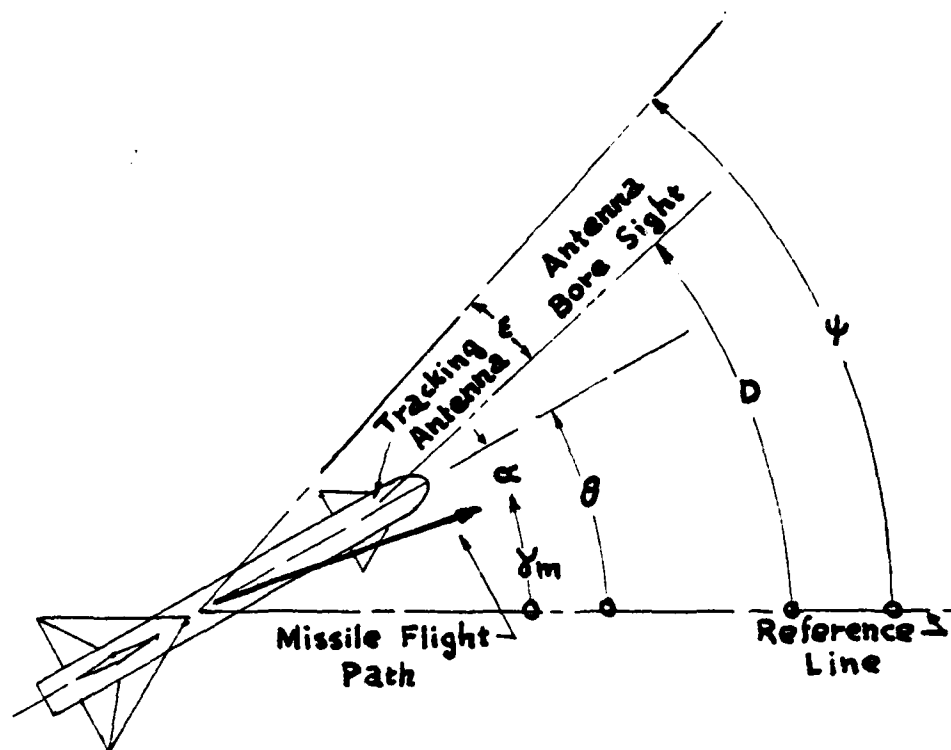 Antenna
Bore Sight
ψ
ε
Tracking
Antenna
D
α
θ
γm
Missile Flight
Path
Reference
Line